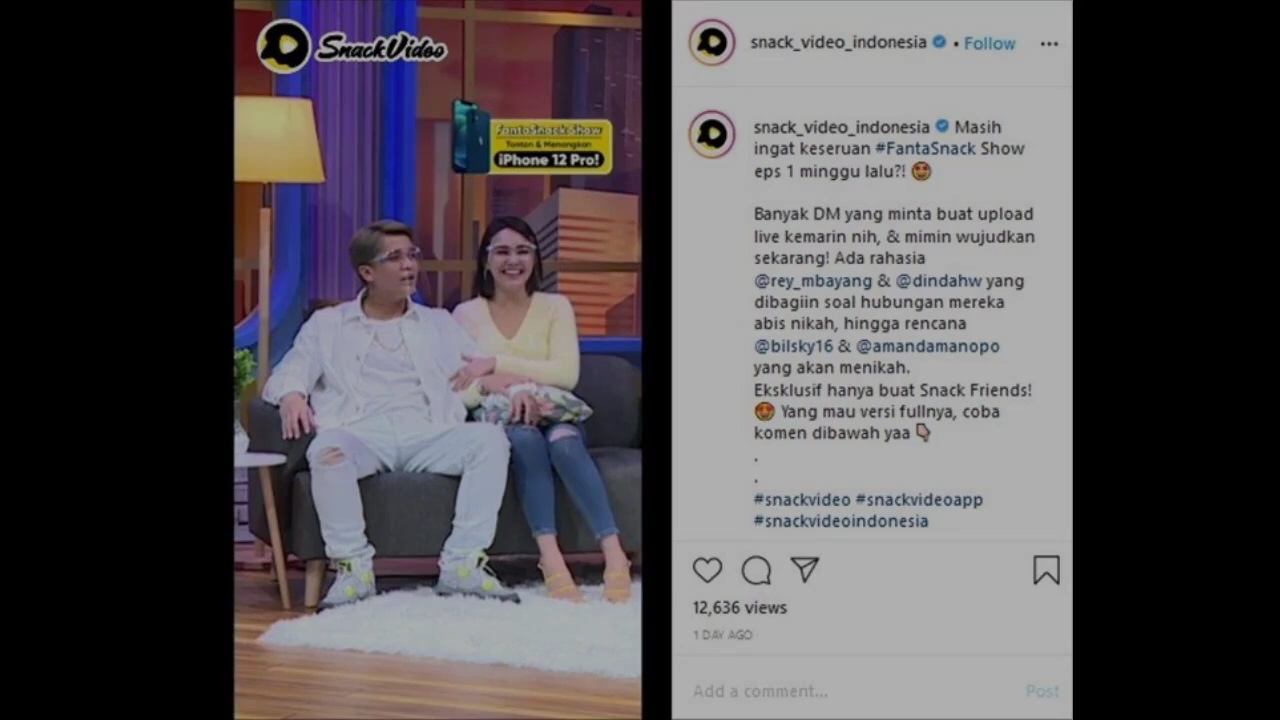 SnackVideo
FantaSnack Show
Tonton & Menangkan
iPhone 12 Pro!
snack_video_indonesia • Follow
snack_video_indonesia Masih
ingat keseruan #FantaSnack Show
eps 1 minggu lalu?! 🤩
Banyak DM yang minta buat upload
live kemarin nih, & mimin wujudkan
sekarang! Ada rahasia
@rey_mbayang & @dindahw yang
dibagiin soal hubungan mereka
abis nikah, hingga rencana
@bilsky16 & @amandamanopo
yang akan menikah.
Eksklusif hanya buat Snack Friends!
🤩 Yang mau versi fullnya, coba
komen dibawah yaa 👇🏻
.
.
#snackvideo #snackvideoapp
#snackvideoindonesia
12,636 views
1 DAY AGO
Add a comment... Post